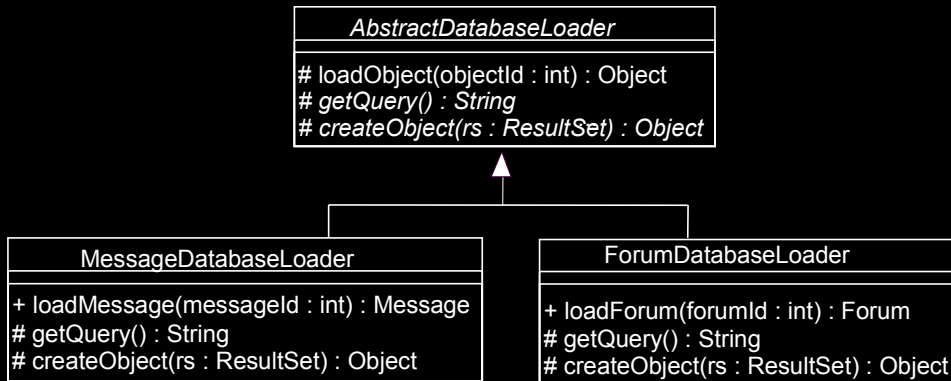 AbstractDatabaseLoader
# loadObject(objectId : int) : Object
# getQuery() : String
# createObject(rs : ResultSet) : Object
MessageDatabaseLoader
+ loadMessage(messageId : int) : Message
# getQuery() : String
# createObject(rs : ResultSet) : Object
ForumDatabaseLoader
+ loadForum(forumId : int) : Forum
# getQuery() : String
# createObject(rs : ResultSet) : Object